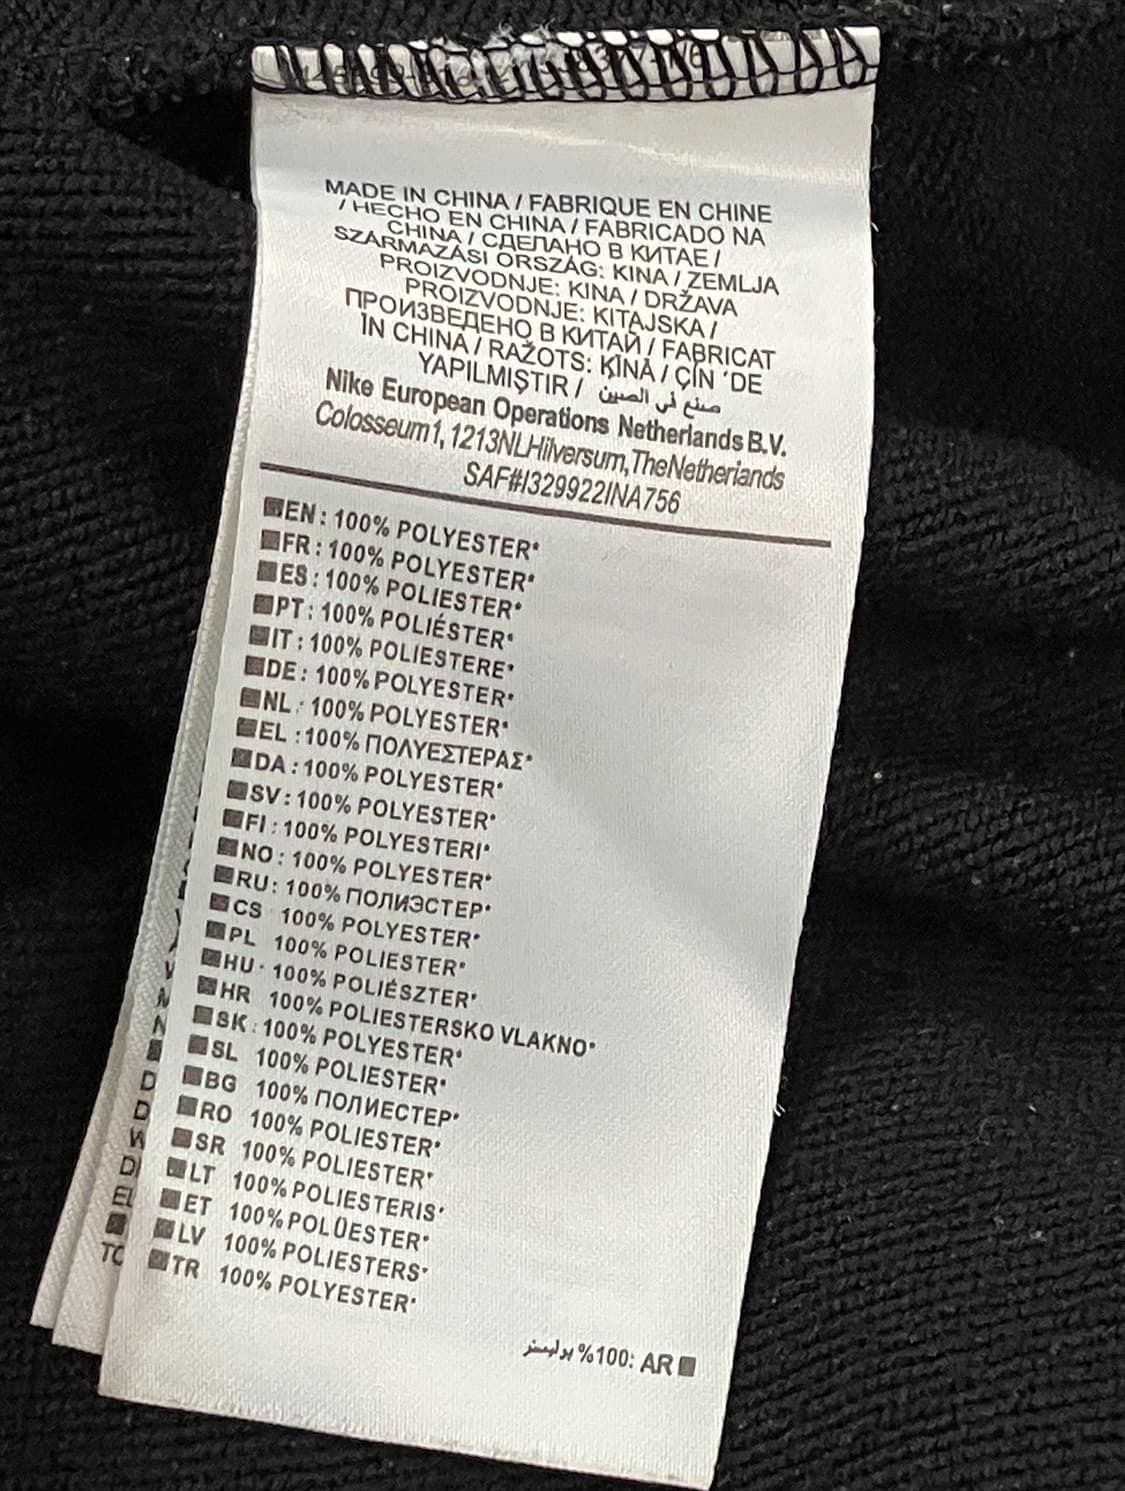 MADE IN CHINA / FABRIQUE EN CHINE
/ HECHO EN CHINA / FABRICADO NA
CHINA / СДЕЛАНО В КИТАЕ /
SZÁRMAZÁSI ORSZÁG: KINA / ZEMLJA
PROIZVODNJE: KINA / DRŽAVA
PROIZVODNJE: KITAJSKA /
ПРОИЗВЕДЕНО В КИТАЙ / FABRICAT
ÎN CHINA / RAŽOTS: ĶĪNĀ / ÇİN 'DE
YAPILMIŞTIR / صنع في الصين
Nike European Operations Netherlands B.V.
Colosseum1, 1213NLHilversum, TheNetherlands
SAF#I329922INA756
EN : 100% POLYESTER*
FR : 100% POLYESTER*
ES : 100% POLIESTER*
PT : 100% POLIÉSTER*
IT : 100% POLIESTERE*
DE : 100% POLYESTER*
NL : 100% POLYESTER*
EL : 100% ΠΟΛΥΕΣΤΕΡΑΣ*
DA : 100% POLYESTER*
SV : 100% POLYESTER*
FI : 100% POLYESTERI*
NO : 100% POLYESTER*
RU : 100% ПОЛИЭСТЕР*
CS 100% POLYESTER*
PL 100% POLIESTER*
HU · 100% POLIÉSZTER*
HR 100% POLIESTERSKO VLAKNO*
SK : 100% POLYESTER*
SL 100% POLIESTER*
BG 100% ПОЛИЕСТЕР*
RO 100% POLIESTER*
SR 100% POLIESTER*
LT 100% POLIESTERIS*
ET 100% POLÜESTER*
LV 100% POLIESTERS*
TR 100% POLYESTER*
AR :100% بوليستر